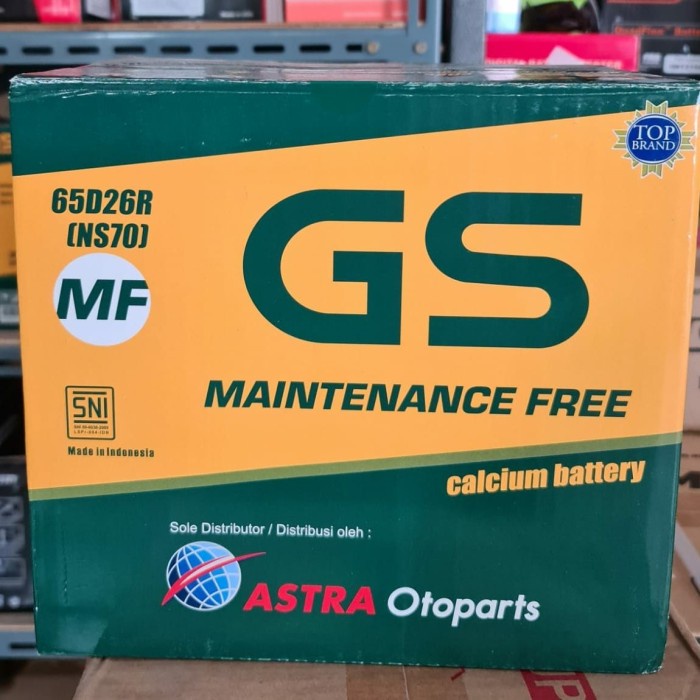 TOP
BRAND
65D26R
(NS70)
MF
GS
MAINTENANCE FREE
SNI
Made in Indonesia
calcium battery
Sole Distributor / Distribusi oleh :
ASTRA Otoparts